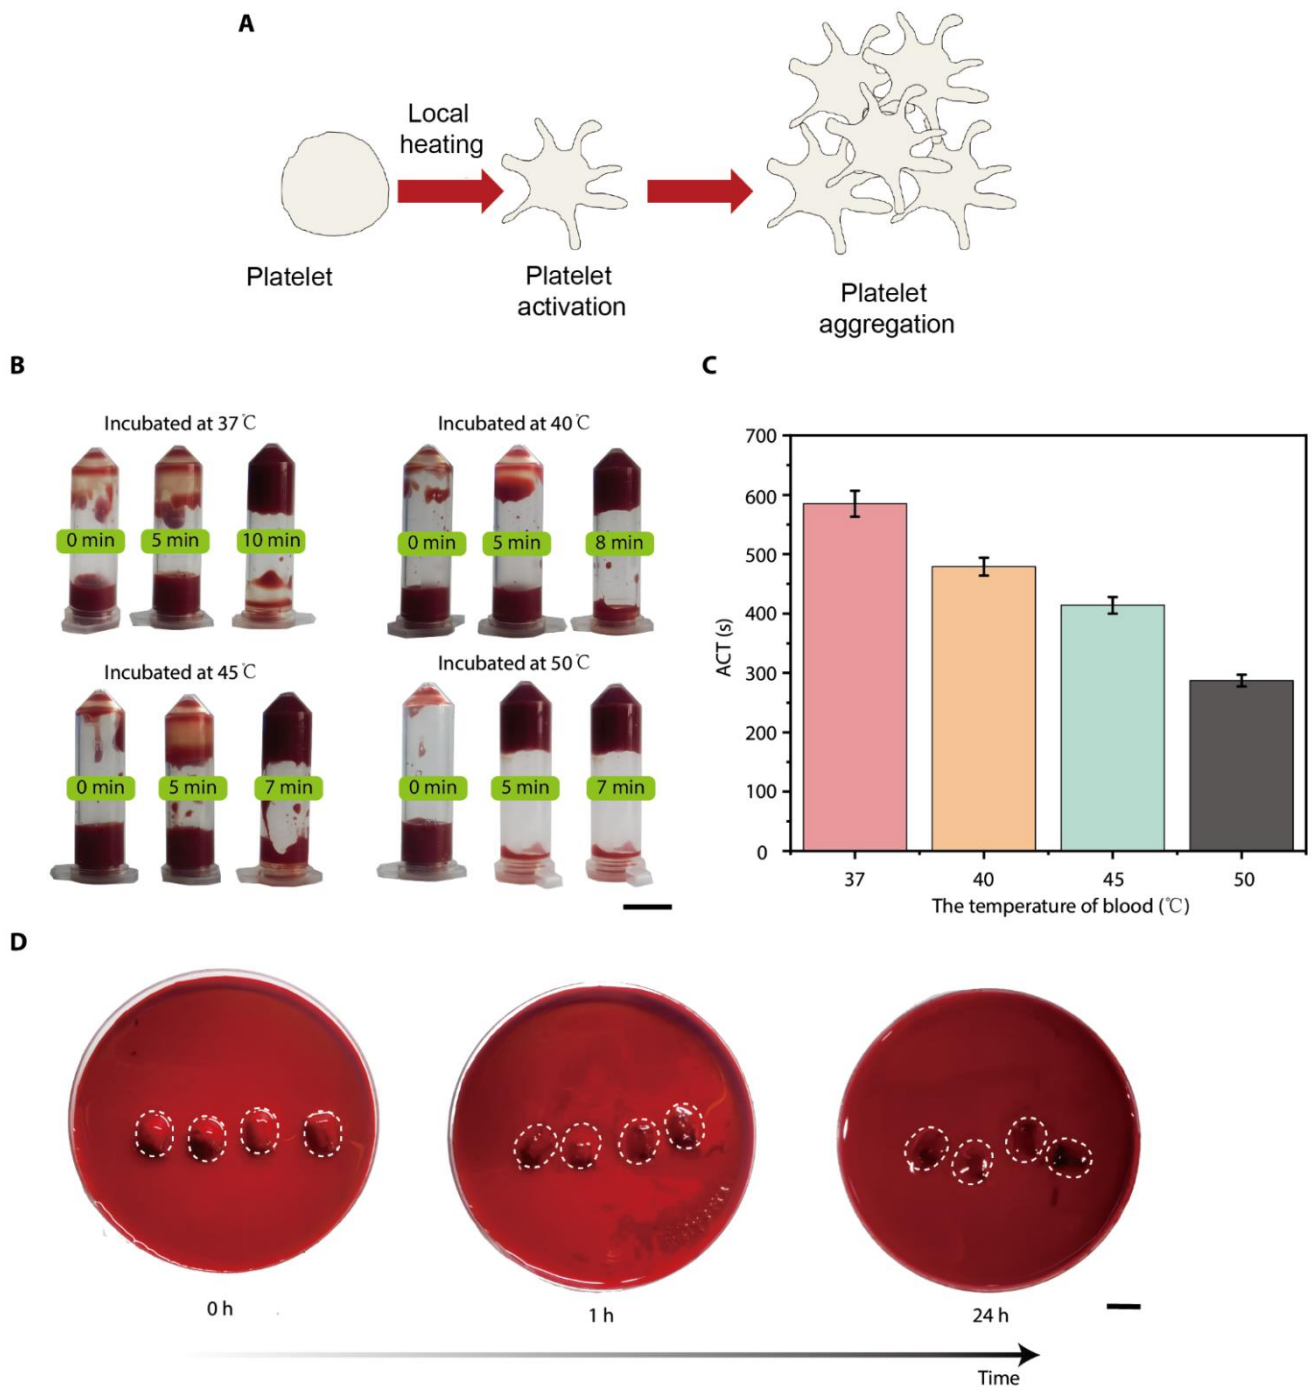 A
Local
heating
Platelet
Platelet
activation
Platelet
aggregation
B
Incubated at 37℃
0 min
5 min
10 min
Incubated at 40℃
0 min
5 min
8 min
Incubated at 45℃
0 min
5 min
7 min
Incubated at 50℃
0 min
5 min
7 min
C
700
600
500
400
300
200
100
0
ACT (s)
37
40
45
50
The temperature of blood (℃)
D
0 h
1 h
24 h
Time